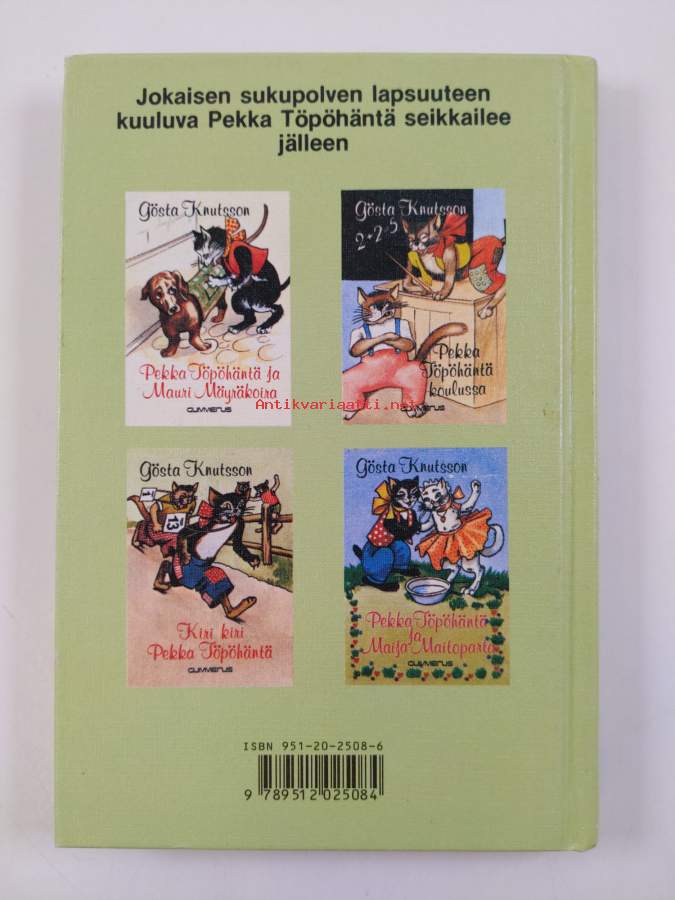 Jokaisen sukupolven lapsuuteen
kuuluva Pekka Töpöhäntä seikkailee
jälleen
Gösta Knutsson
Pekka Töpöhäntä ja
Mauri Mäyräkoira
GUMMERUS
Gösta Knutsson
2+2=5
Pekka
Töpöhäntä
koulussa
GUMMERUS
Antikvariaatti.net
Gösta Knutsson
13
Kiri kiri
Pekka Töpöhäntä
GUMMERUS
Gösta Knutsson
Pekka Töpöhäntä
ja
Maija Maitoparta
GUMMERUS
ISBN 951-20-2508-6
9 789512 025084